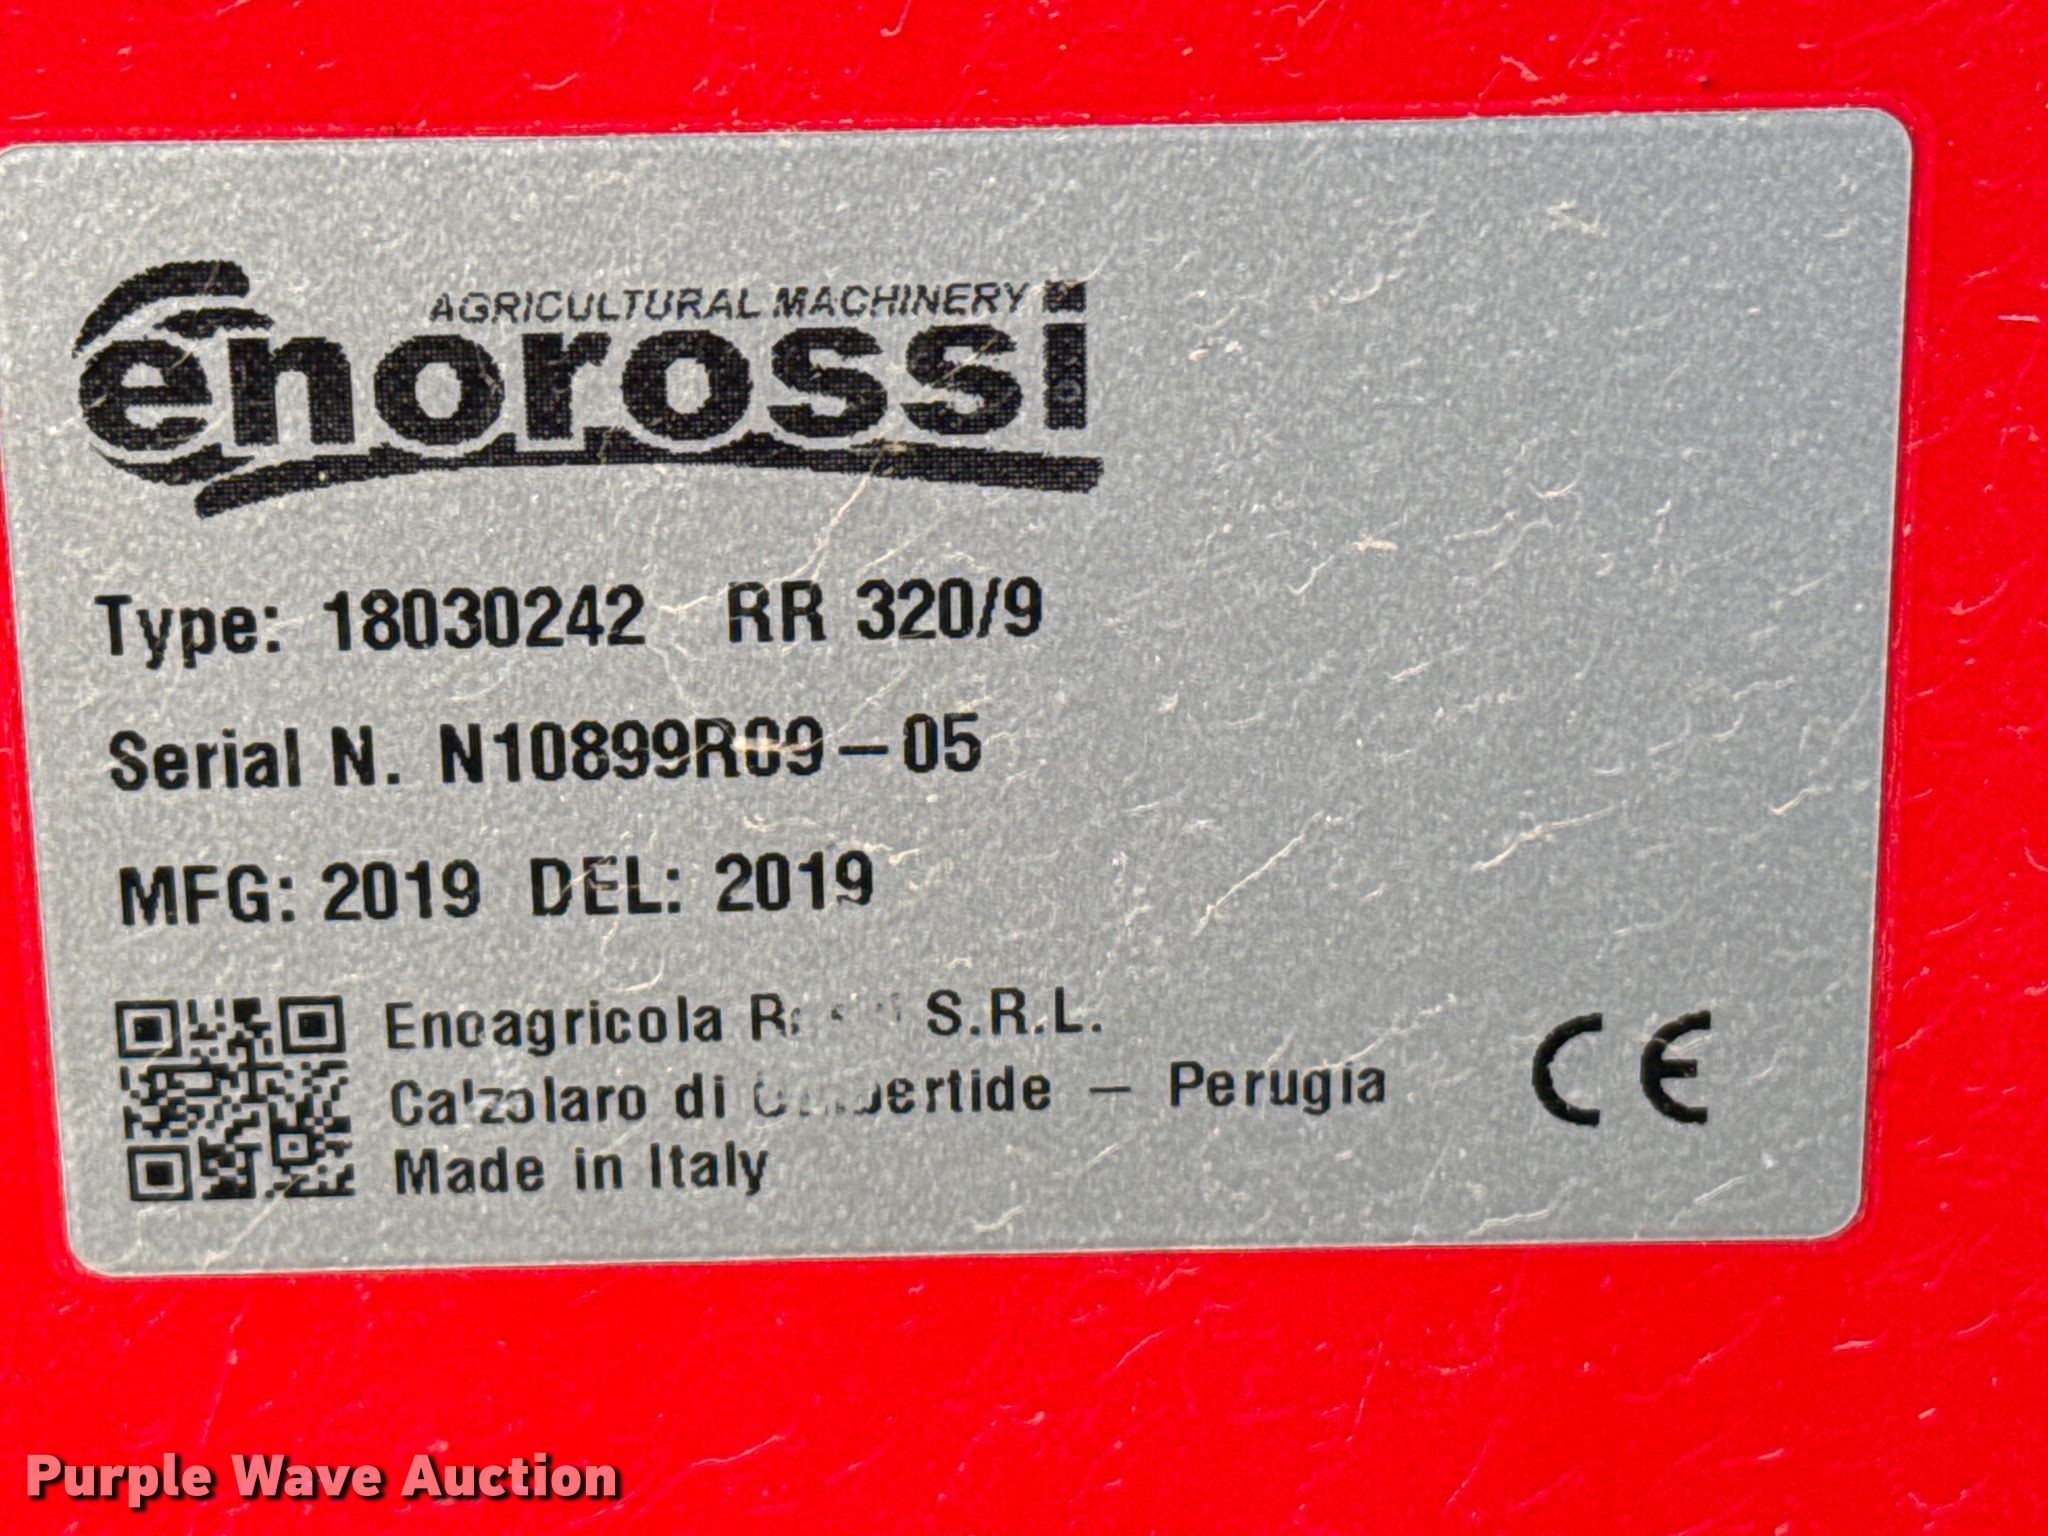 AGRICULTURAL MACHINERY
enorossi
Type: 18030242 RR 320/9
Serial N. N10899R09-05
MFG: 2019 DEL: 2019
Enoagricola S.R.L.
Calzolaro di - Perugia
Made in Italy
CE
Purple Wave Auction